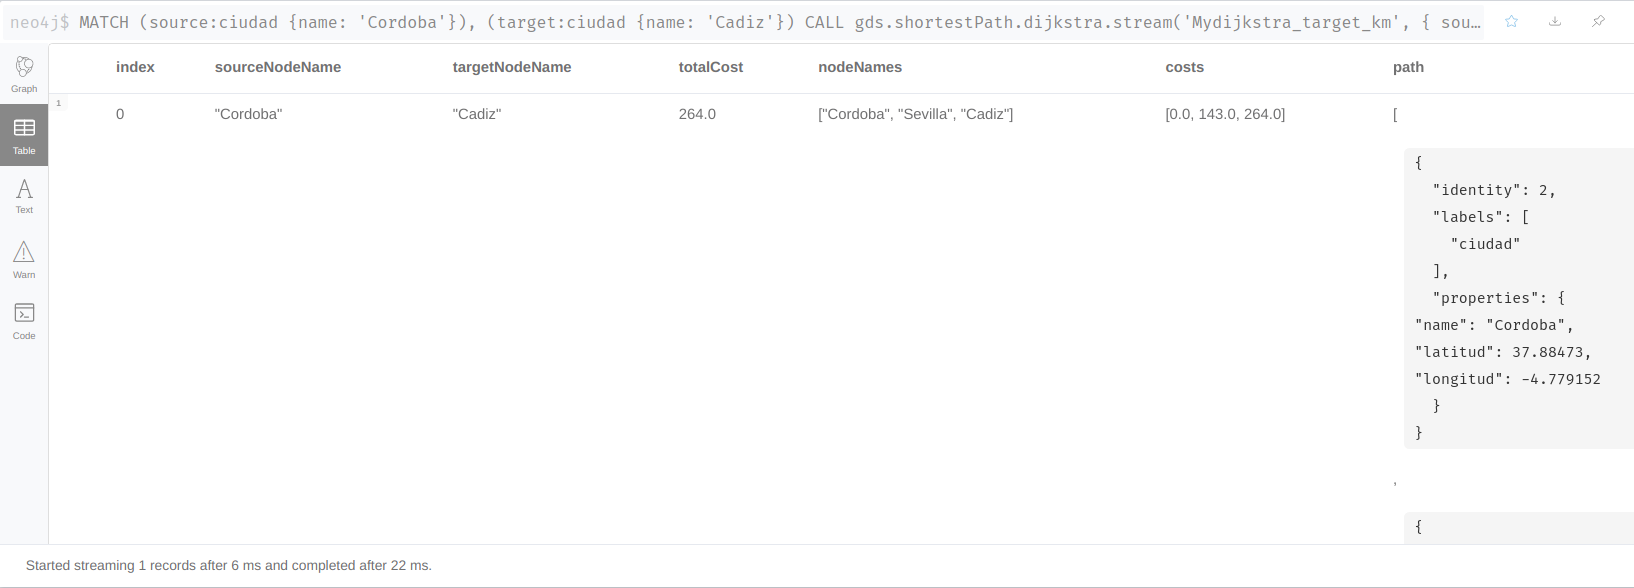 neo4j$ MATCH (source:ciudad {name: 'Cordoba'}), (target:ciudad {name: 'Cadiz'}) CALL gds.shortestPath.dijkstra.stream('Mydijkstra_target_km', { sou…
Graph
Table
Text
Warn
Code
index sourceNodeName targetNodeName totalCost nodeNames costs path
1
0 "Cordoba" "Cadiz" 264.0 ["Cordoba", "Sevilla", "Cadiz"] [0.0, 143.0, 264.0] [
{
"identity": 2,
"labels": [
"ciudad"
],
"properties": {
"name": "Cordoba",
"latitud": 37.88473,
"longitud": -4.779152
}
}
,
{
Started streaming 1 records after 6 ms and completed after 22 ms.